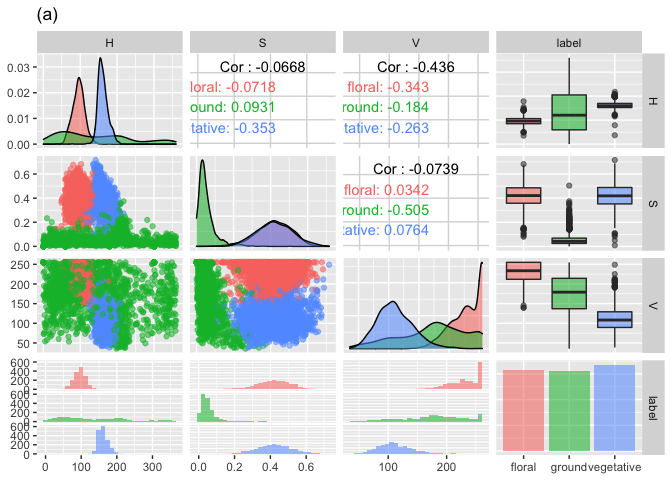 (a)
H S V label
0.03
0.02
0.01
0.00
Cor : -0.0668
loral: -0.0718
round: 0.0931
tative: -0.353
Cor : -0.436
floral: -0.343
round: -0.184
tative: -0.263
H
0.6
0.4
0.2
0.0
Cor : -0.0739
floral: 0.0342
round: -0.505
tative: 0.0764
S
250
200
150
100
50
V
600
400
200
0
600
400
200
0
600
400
200
0
label
0 100 200 300
0.0 0.2 0.4 0.6
100 200
floral ground vegetative